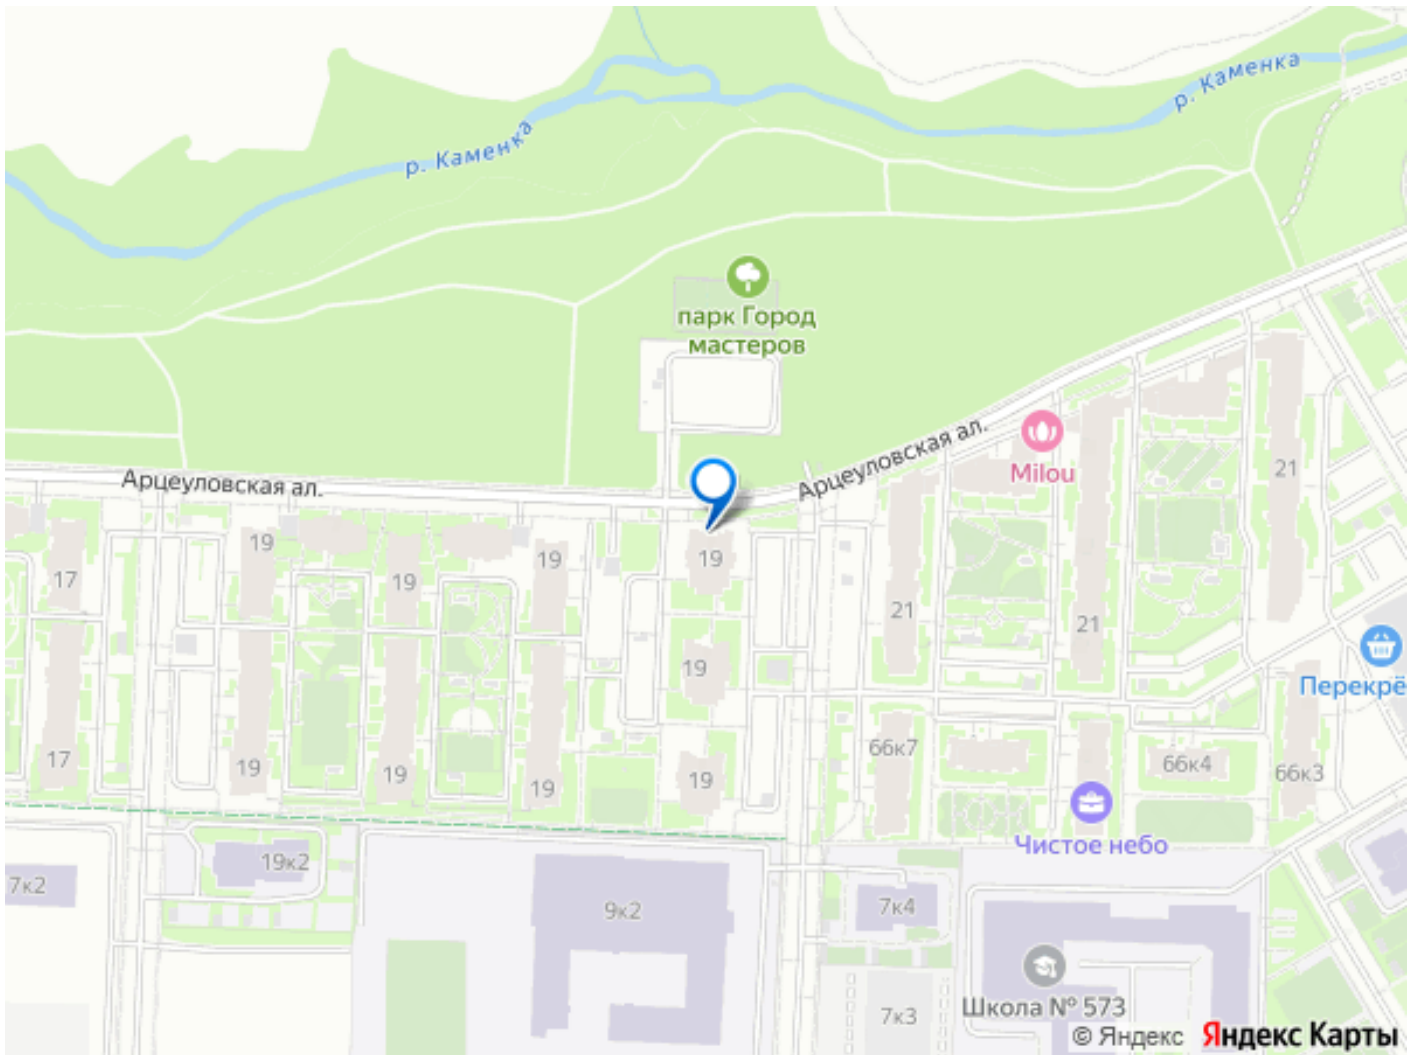 р. Каменка
р. Каменка
парк Город
мастеров
Арцеуловская ал.
Milou
Арцеуловская ал.
21
19
19
19
19
17
21
21
19
Перекрё
66к7
66к4
66к3
17
19
19
19
19
Чистое небо
19к2
7к2
9к2
7к4
Школа № 573
7к3
© Яндекс Яндекс Карты